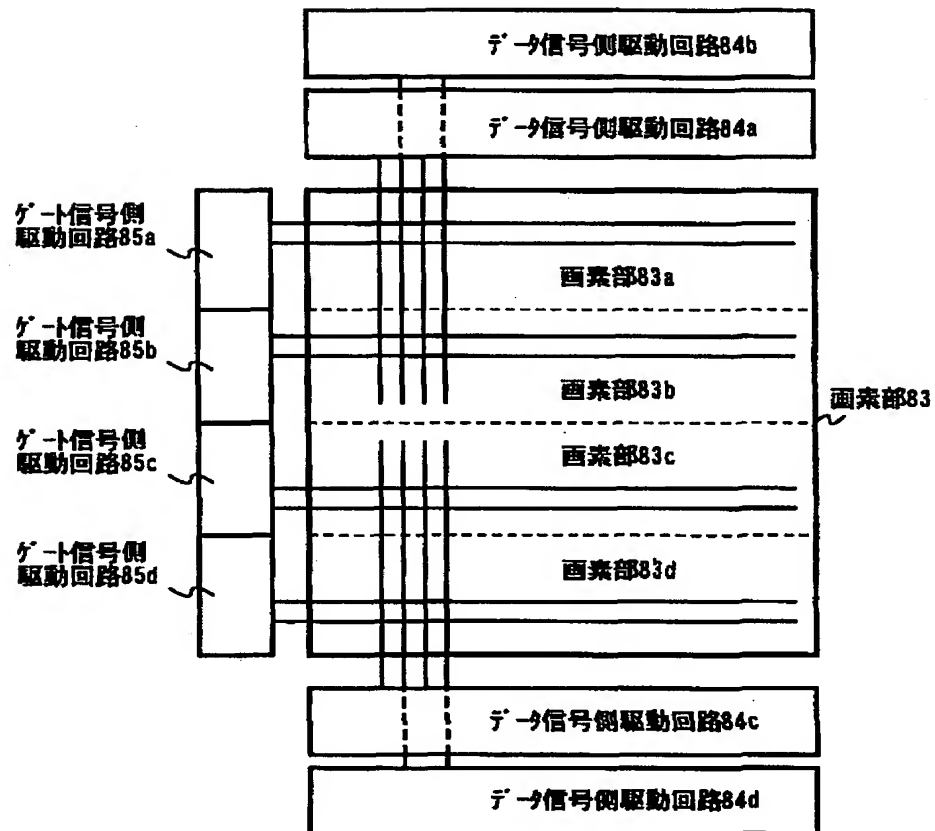 データ信号側駆動回路84b
データ信号側駆動回路84a
ゲート信号側
駆動回路85a
画素部83a
ゲート信号側
駆動回路85b
画素部83b
画素部83
ゲート信号側
駆動回路85c
画素部83c
ゲート信号側
駆動回路85d
画素部83d
データ信号側駆動回路84c
データ信号側駆動回路84d